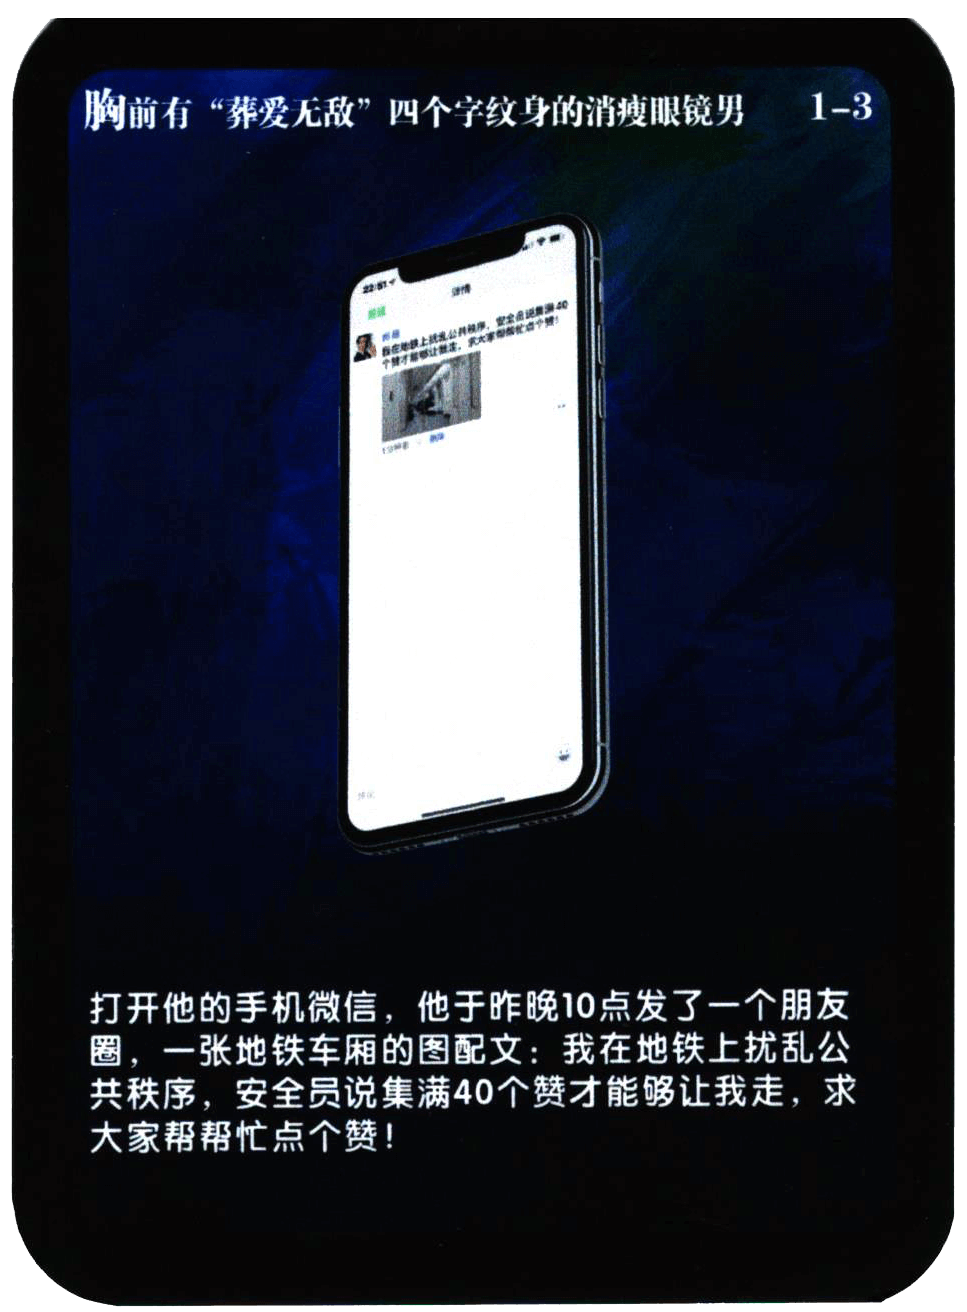 胸前有“葬爱无敌”四个字纹身的消瘦眼镜男 1-3
22:51
详情
我在地铁上扰乱公共秩序，安全员说集满40
个赞才能够让我走，求大家帮帮忙点个赞！
1分钟前 删除
评论
打开他的手机微信，他于昨晚10点发了一个朋友
圈，一张地铁车厢的图配文：我在地铁上扰乱公
共秩序，安全员说集满40个赞才能够让我走，求
大家帮帮忙点个赞！